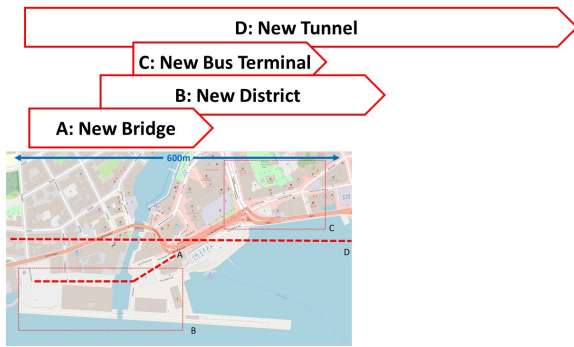 D: New Tunnel
C: New Bus Terminal
B: New District
A: New Bridge
600m
C
A
D
B